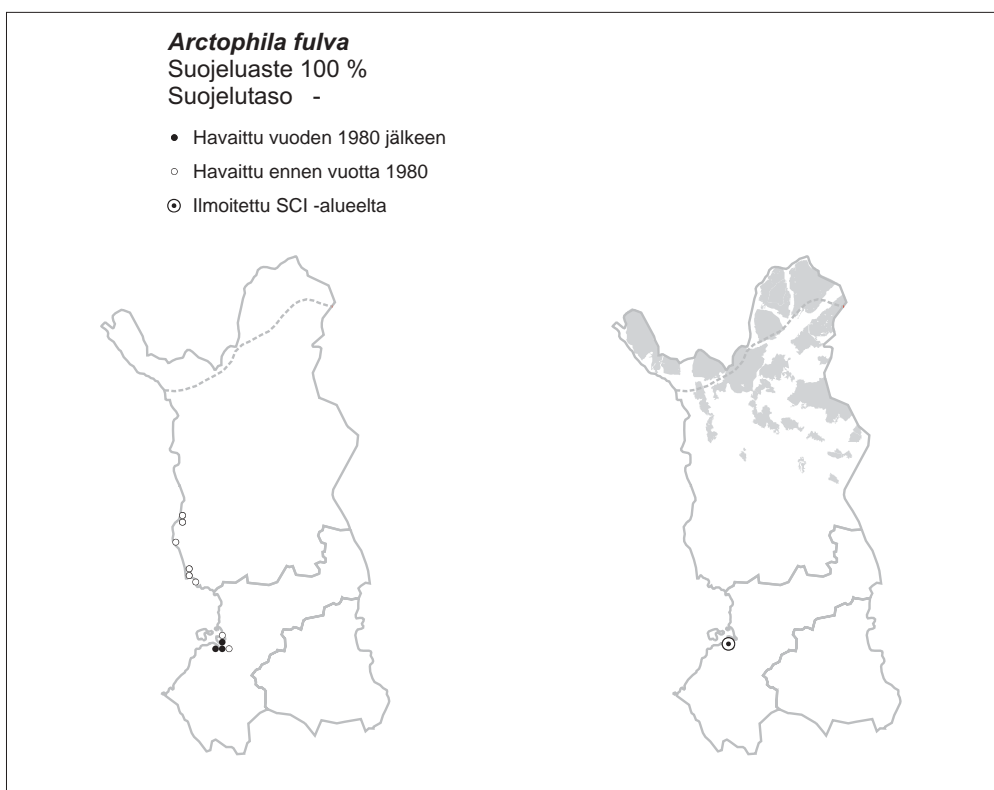 Arctophila fulva
Suojeluaste 100 %
Suojelutaso -
Havaittu vuoden 1980 jälkeen
Havaittu ennen vuotta 1980
Ilmoitettu SCI -alueelta